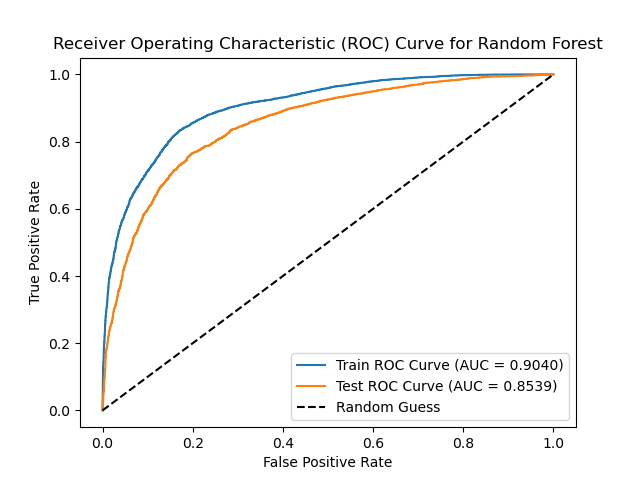 Receiver Operating Characteristic (ROC) Curve for Random Forest
True Positive Rate
1.0
0.8
0.6
0.4
0.2
0.0
Train ROC Curve (AUC = 0.9040)
Test ROC Curve (AUC = 0.8539)
Random Guess
0.0 0.2 0.4 0.6 0.8 1.0
False Positive Rate